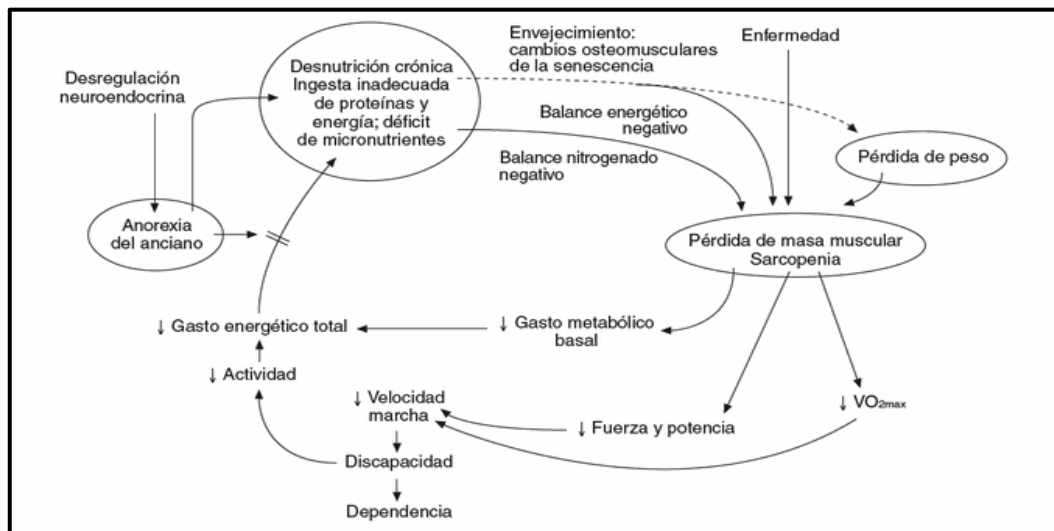 Desregulación
neuroendocrina
Desnutrición crónica
Ingesta inadecuada
de proteínas y
energía; déficit
de micronutrientes
Envejecimiento:
cambios osteomusculares
de la senescencia
Enfermedad
Balance energético
negativo
Balance nitrogenado
negativo
Pérdida de peso
Anorexia
del anciano
Pérdida de masa muscular
Sarcopenia
↓ Gasto energético total
↓ Gasto metabólico
basal
↓ Actividad
↓ Velocidad
marcha
↓ Fuerza y potencia
↓ VO2max
Discapacidad
Dependencia